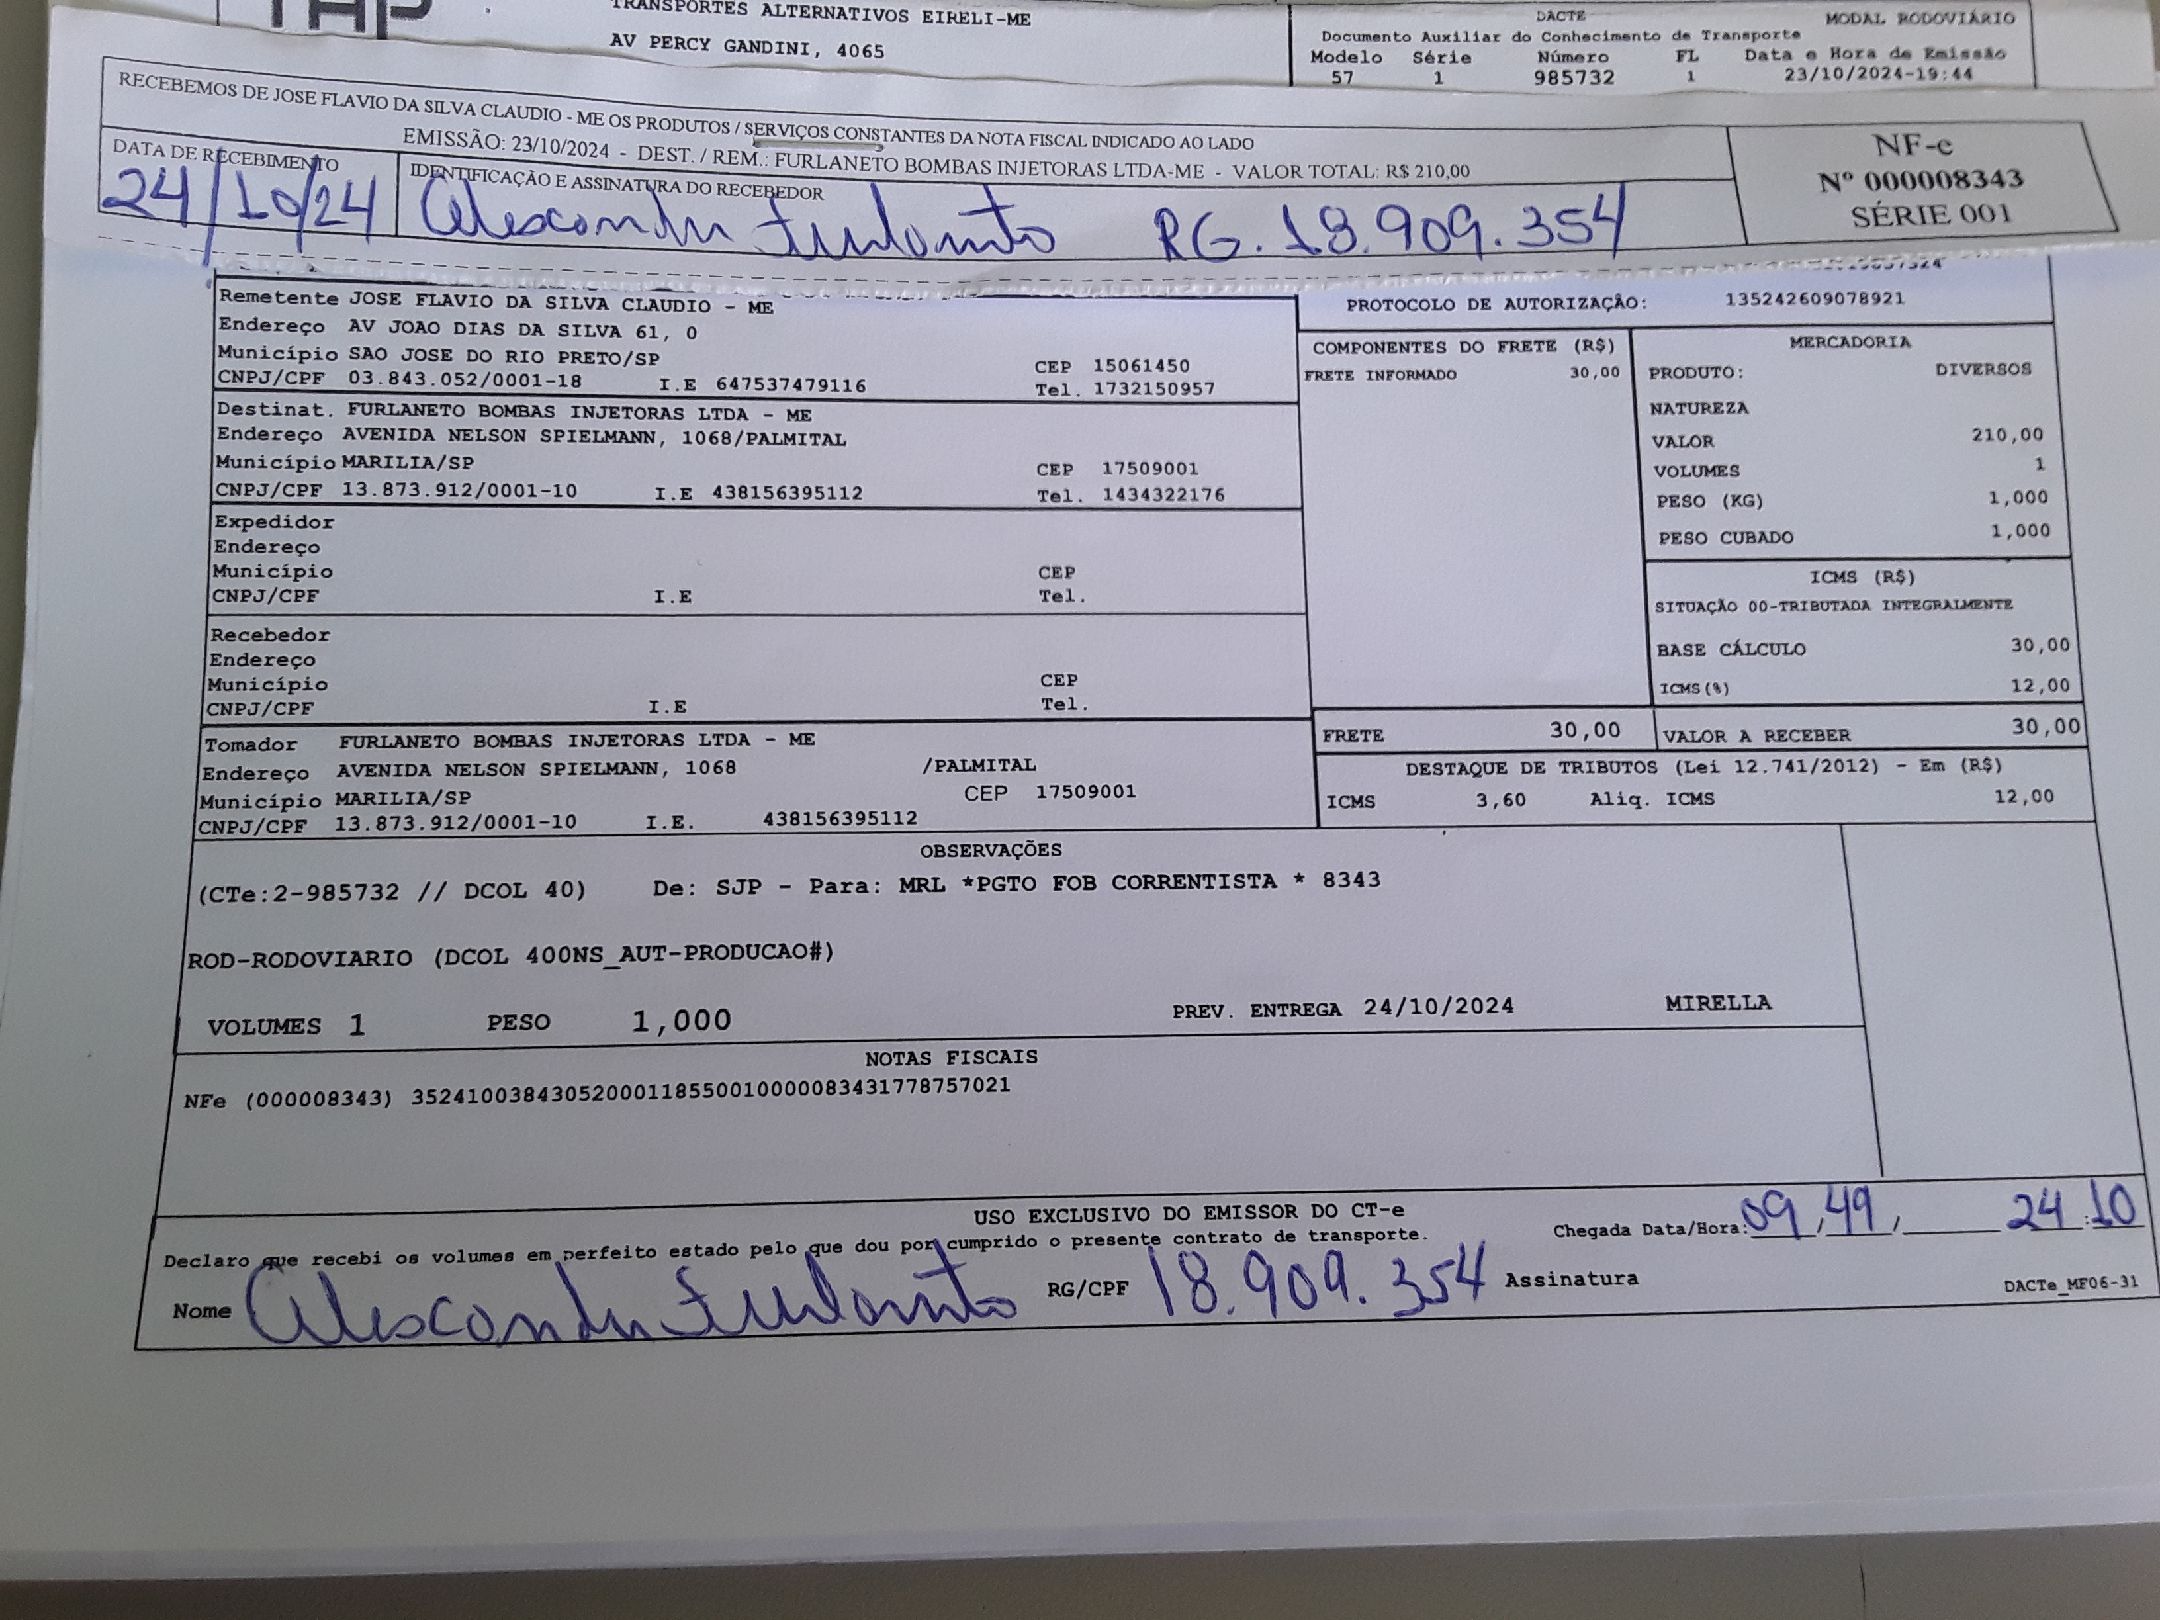 TRANSPORTES ALTERNATIVOS EIRELI-ME
AV PERCY GANDINI, 4065
DACTE MODAL RODOVIÁRIO
Documento Auxiliar do Conhecimento de Transporte
Modelo Série Número FL Data e Hora de Emissão
57 1 985732 1 23/10/2024-19:44
RECEBEMOS DE JOSE FLAVIO DA SILVA CLAUDIO - ME OS PRODUTOS / SERVIÇOS CONSTANTES DA NOTA FISCAL INDICADO AO LADO
EMISSÃO: 23/10/2024 - DEST. / REM.: FURLANETO BOMBAS INJETORAS LTDA-ME - VALOR TOTAL: R$ 210,00
NF-e
Nº 000008343
SÉRIE 001
DATA DE RECEBIMENTO
24/10/24
IDENTIFICAÇÃO E ASSINATURA DO RECEBEDOR
RG. 18.909.354
Remetente JOSE FLAVIO DA SILVA CLAUDIO - ME
Endereço AV JOAO DIAS DA SILVA 61, 0
Município SAO JOSE DO RIO PRETO/SP CEP 15061450
CNPJ/CPF 03.843.052/0001-18 I.E 647537479116 Tel. 1732150957
Destinat. FURLANETO BOMBAS INJETORAS LTDA - ME
Endereço AVENIDA NELSON SPIELMANN, 1068/PALMITAL
Município MARILIA/SP CEP 17509001
CNPJ/CPF 13.873.912/0001-10 I.E 438156395112 Tel. 1434322176
Expedidor
Endereço
Município CEP
CNPJ/CPF I.E Tel.
Recebedor
Endereço
Município CEP
CNPJ/CPF I.E Tel.
Tomador FURLANETO BOMBAS INJETORAS LTDA - ME
Endereço AVENIDA NELSON SPIELMANN, 1068 /PALMITAL
Município MARILIA/SP CEP 17509001
CNPJ/CPF 13.873.912/0001-10 I.E. 438156395112
PROTOCOLO DE AUTORIZAÇÃO: 135242609078921
COMPONENTES DO FRETE (R$)
FRETE INFORMADO 30,00
MERCADORIA
PRODUTO: DIVERSOS
NATUREZA
VALOR 210,00
VOLUMES 1
PESO (KG) 1,000
PESO CUBADO 1,000
ICMS (R$)
SITUAÇÃO 00-TRIBUTADA INTEGRALMENTE
BASE CÁLCULO 30,00
ICMS(%) 12,00
FRETE 30,00 VALOR A RECEBER 30,00
DESTAQUE DE TRIBUTOS (Lei 12.741/2012) - Em (R$)
ICMS 3,60 Aliq. ICMS 12,00
OBSERVAÇÕES
(CTe:2-985732 // DCOL 40) De: SJP - Para: MRL *PGTO FOB CORRENTISTA * 8343
ROD-RODOVIARIO (DCOL 400NS_AUT-PRODUCAO#)
VOLUMES 1 PESO 1,000 PREV. ENTREGA 24/10/2024 MIRELLA
NOTAS FISCAIS
NFe (000008343) 35241003843052000118550010000083431778757021
USO EXCLUSIVO DO EMISSOR DO CT-e
Declaro que recebi os volumes em perfeito estado pelo que dou por cumprido o presente contrato de transporte. Chegada Data/Hora: 09,49, 24:10
Nome RG/CPF 18.909.354 Assinatura
DACTe_MF06-31